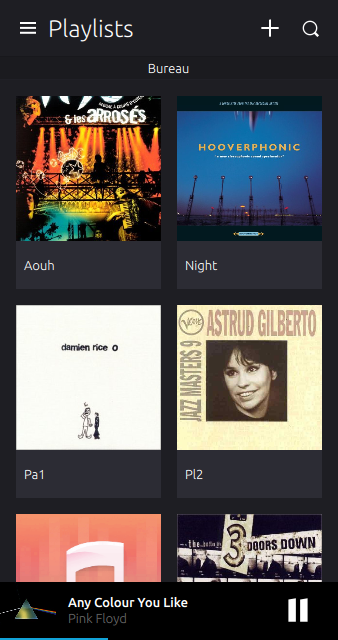 Playlists
Bureau
& les ARROSÉS
HOOVERPHONIC
Aouh
Night
damien rice O
VERVE
ASTRUD GILBERTO
JAZZ MASTERS 9
Pa1
Pl2
3 DOORS DOWN
Any Colour You Like
Pink Floyd